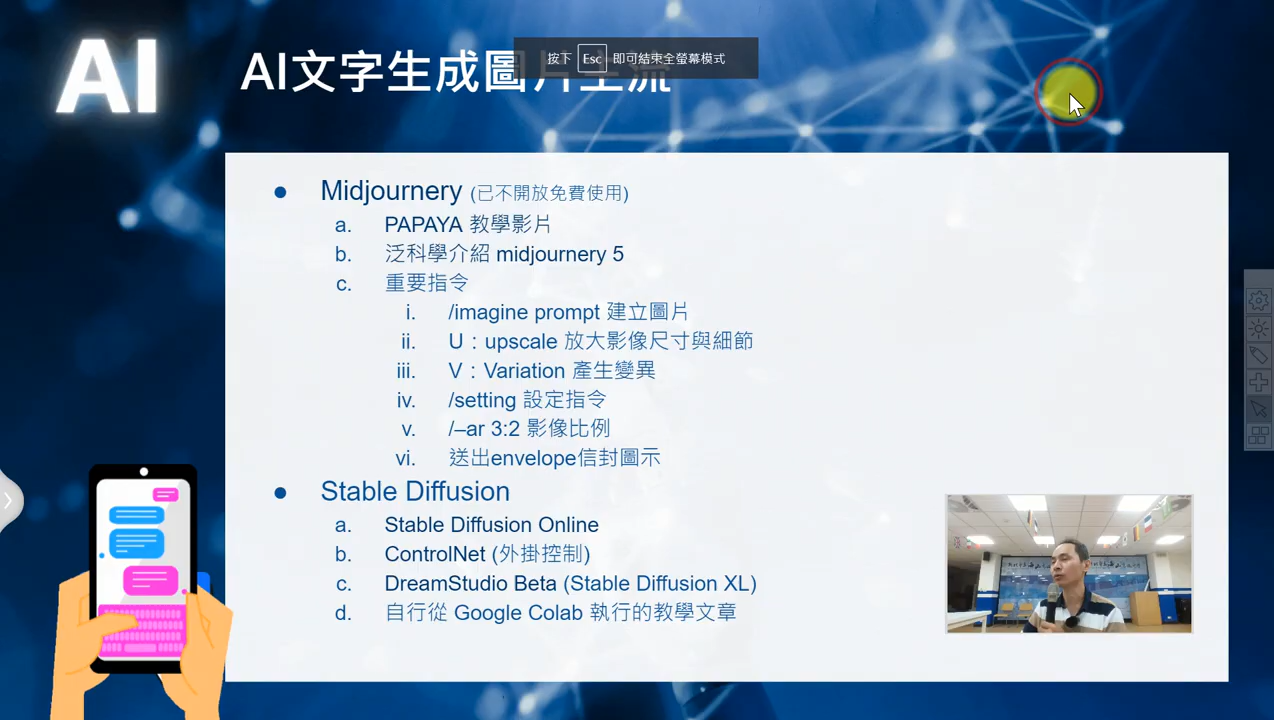 AI
AI文字生成圖片主流
按下 Esc 即可結束全螢幕模式
● Midjournery (已不開放免費使用)
a. PAPAYA 教學影片
b. 泛科學介紹 midjournery 5
c. 重要指令
i. /imagine prompt 建立圖片
ii. U：upscale 放大影像尺寸與細節
iii. V：Variation 產生變異
iv. /setting 設定指令
v. /–ar 3:2 影像比例
vi. 送出envelope信封圖示
● Stable Diffusion
a. Stable Diffusion Online
b. ControlNet (外掛控制)
c. DreamStudio Beta (Stable Diffusion XL)
d. 自行從 Google Colab 執行的教學文章